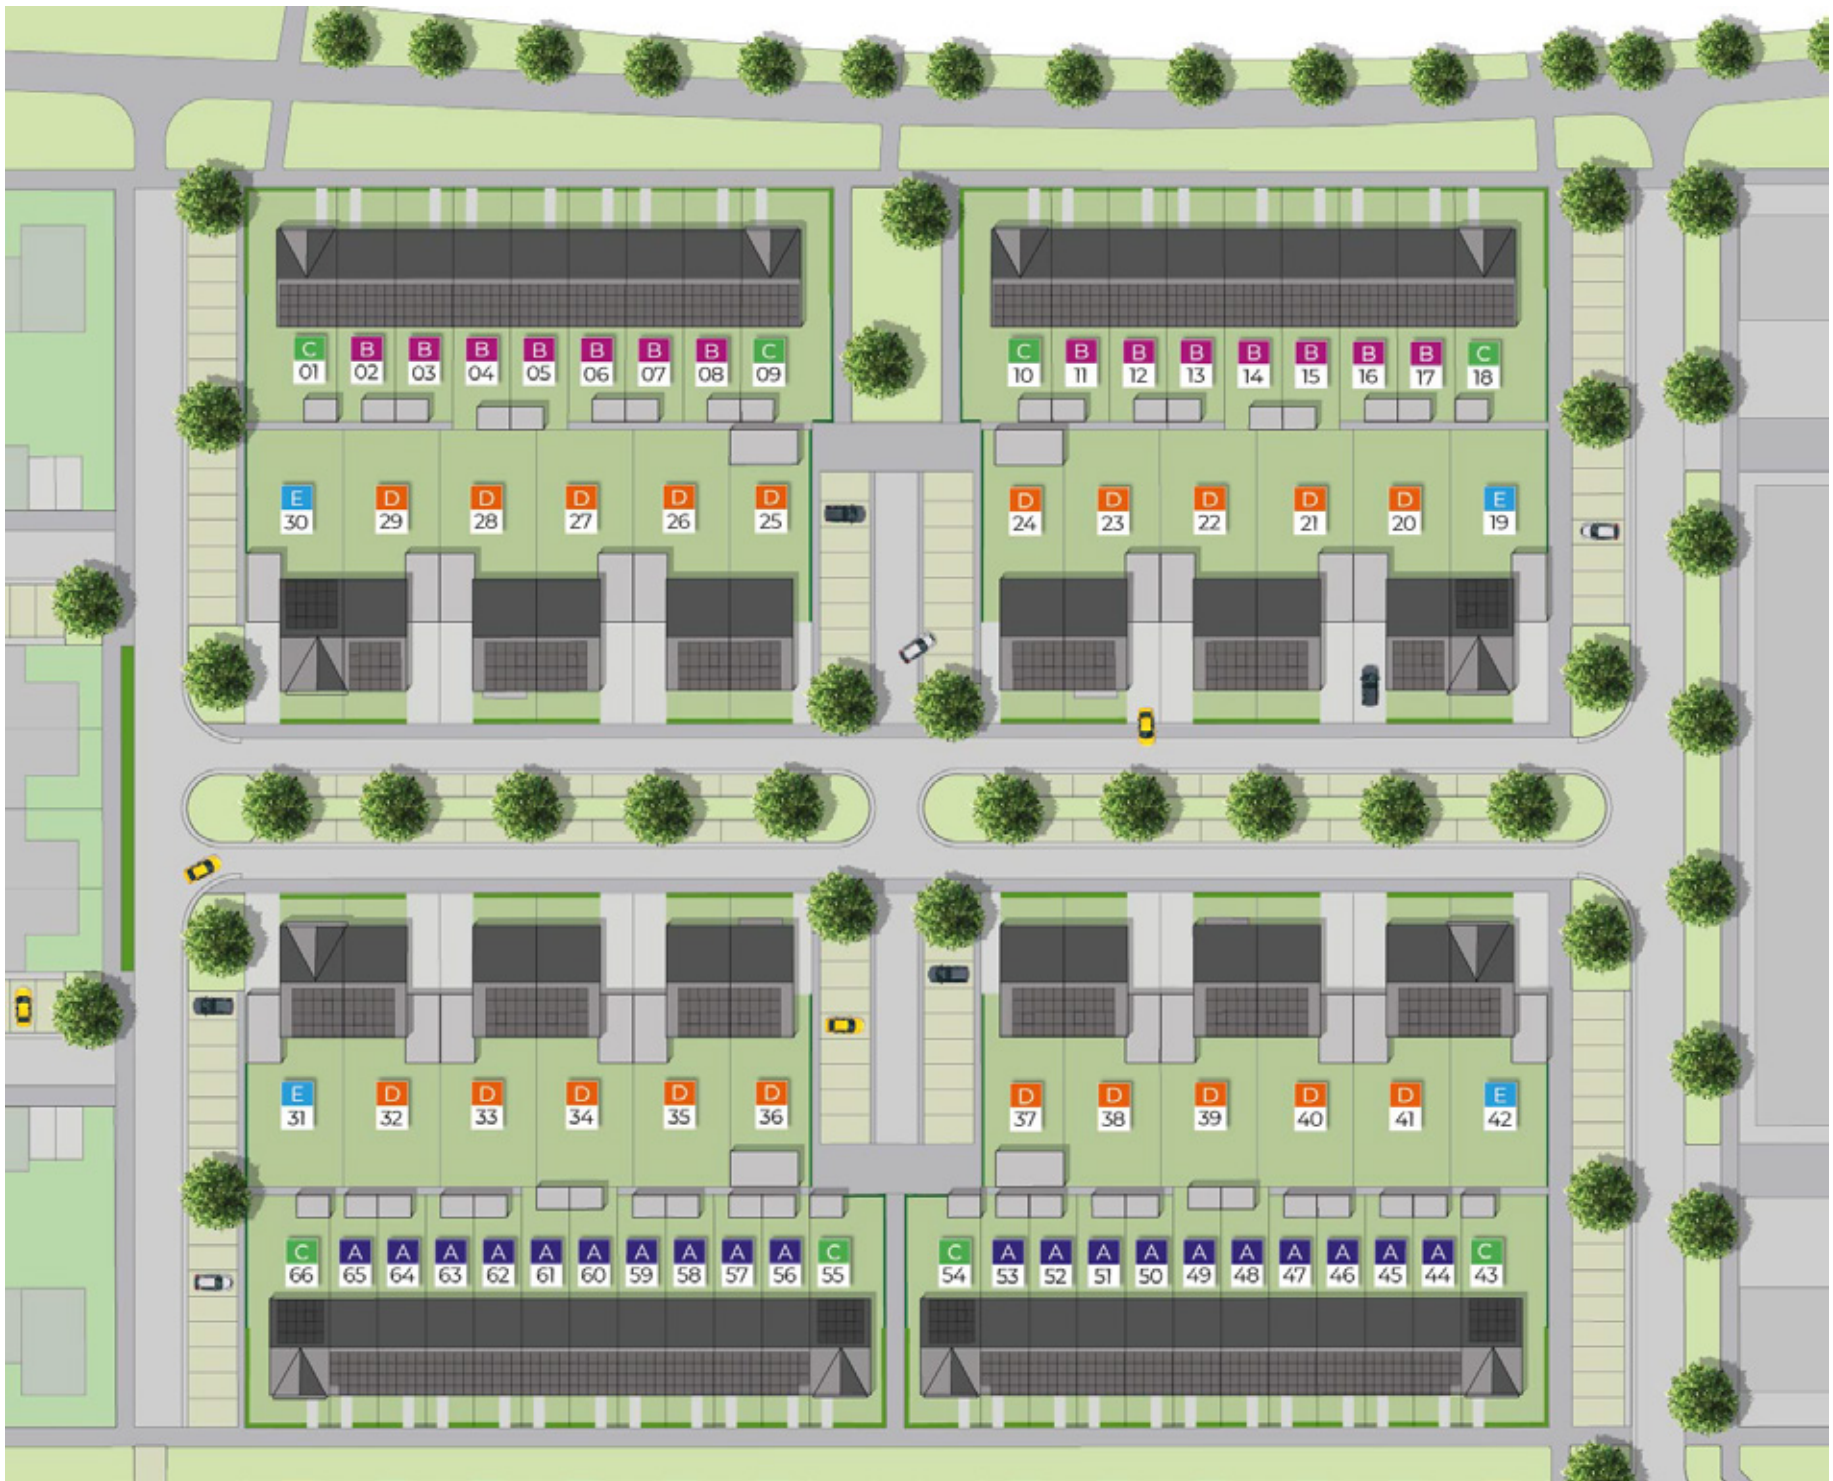 C B B B B B B B C
01 02 03 04 05 06 07 08 09
C B B B B B B B C
10 11 12 13 14 15 16 17 18
E D D D D D
30 29 28 27 26 25
D D D D D E
24 23 22 21 20 19
E D D D D D
31 32 33 34 35 36
D D D D D E
37 38 39 40 41 42
C A A A A A A A A A A C
66 65 64 63 62 61 60 59 58 57 56 55
C A A A A A A A A A A C
54 53 52 51 50 49 48 47 46 45 44 43